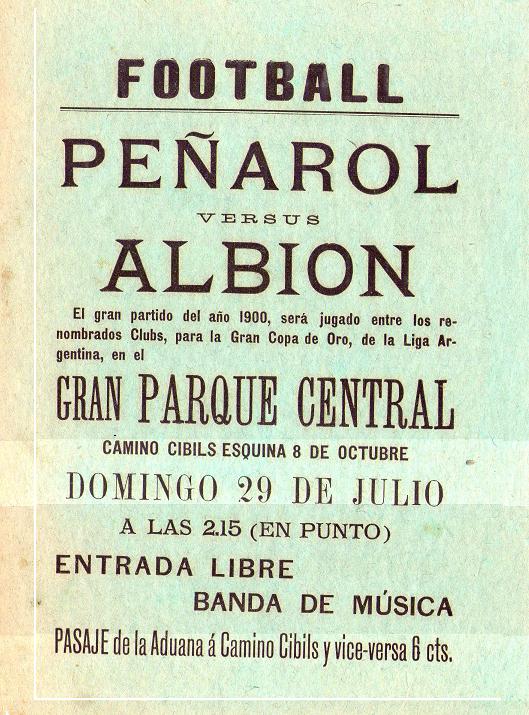 FOOTBALL
PEÑAROL
VERSUS
ALBION
El gran partido del año 1900, será jugado entre los re-
nombrados Clubs, para la Gran Copa de Oro, de la Liga Ar-
gentina, en el
GRAN PARQUE CENTRAL
CAMINO CIBILS ESQUINA 8 DE OCTUBRE
DOMINGO 29 DE JULIO
A LAS 2.15 (EN PUNTO)
ENTRADA LIBRE
BANDA DE MÚSICA
PASAJE de la Aduana á Camino Cibils y vice-versa 6 cts.